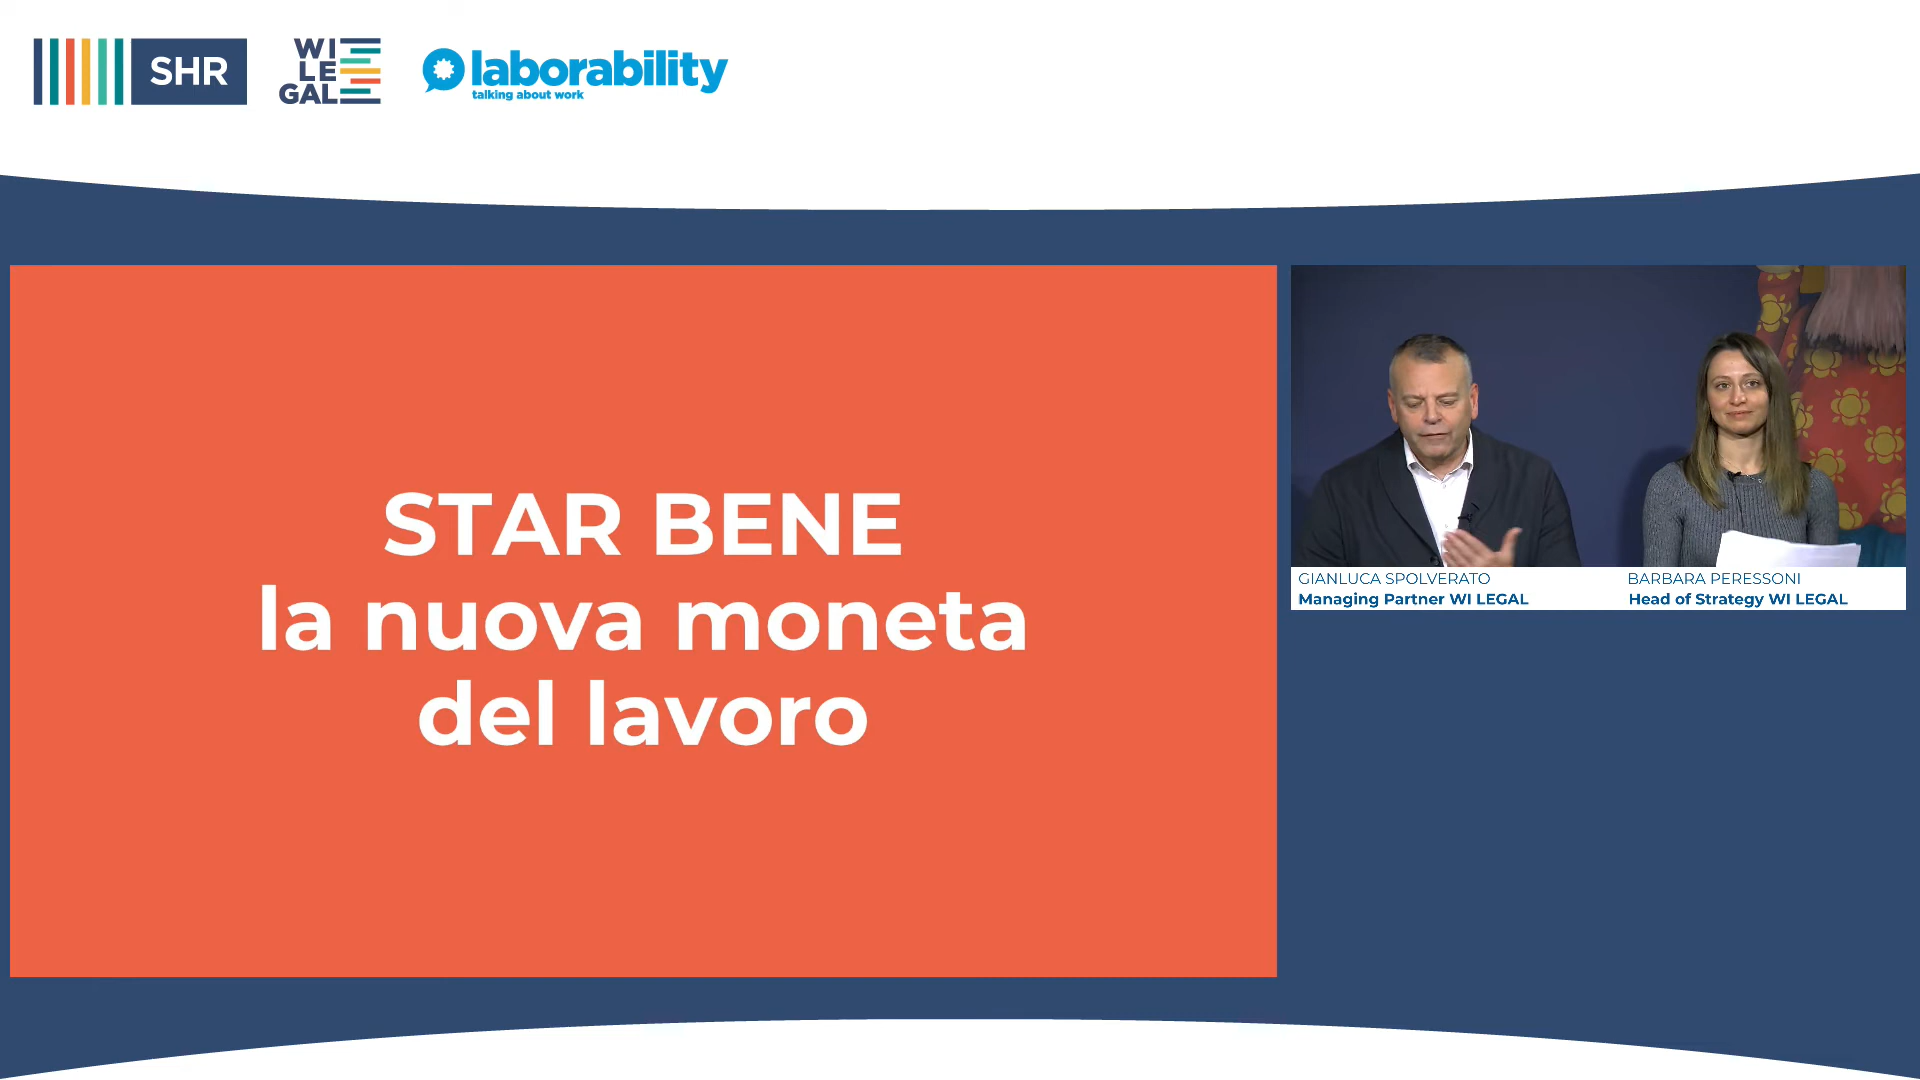 SHR
WI
LE
GAL
laborability
talking about work
STAR BENE
la nuova moneta
del lavoro
GIANLUCA SPOLVERATO
Managing Partner WI LEGAL
BARBARA PERESSONI
Head of Strategy WI LEGAL